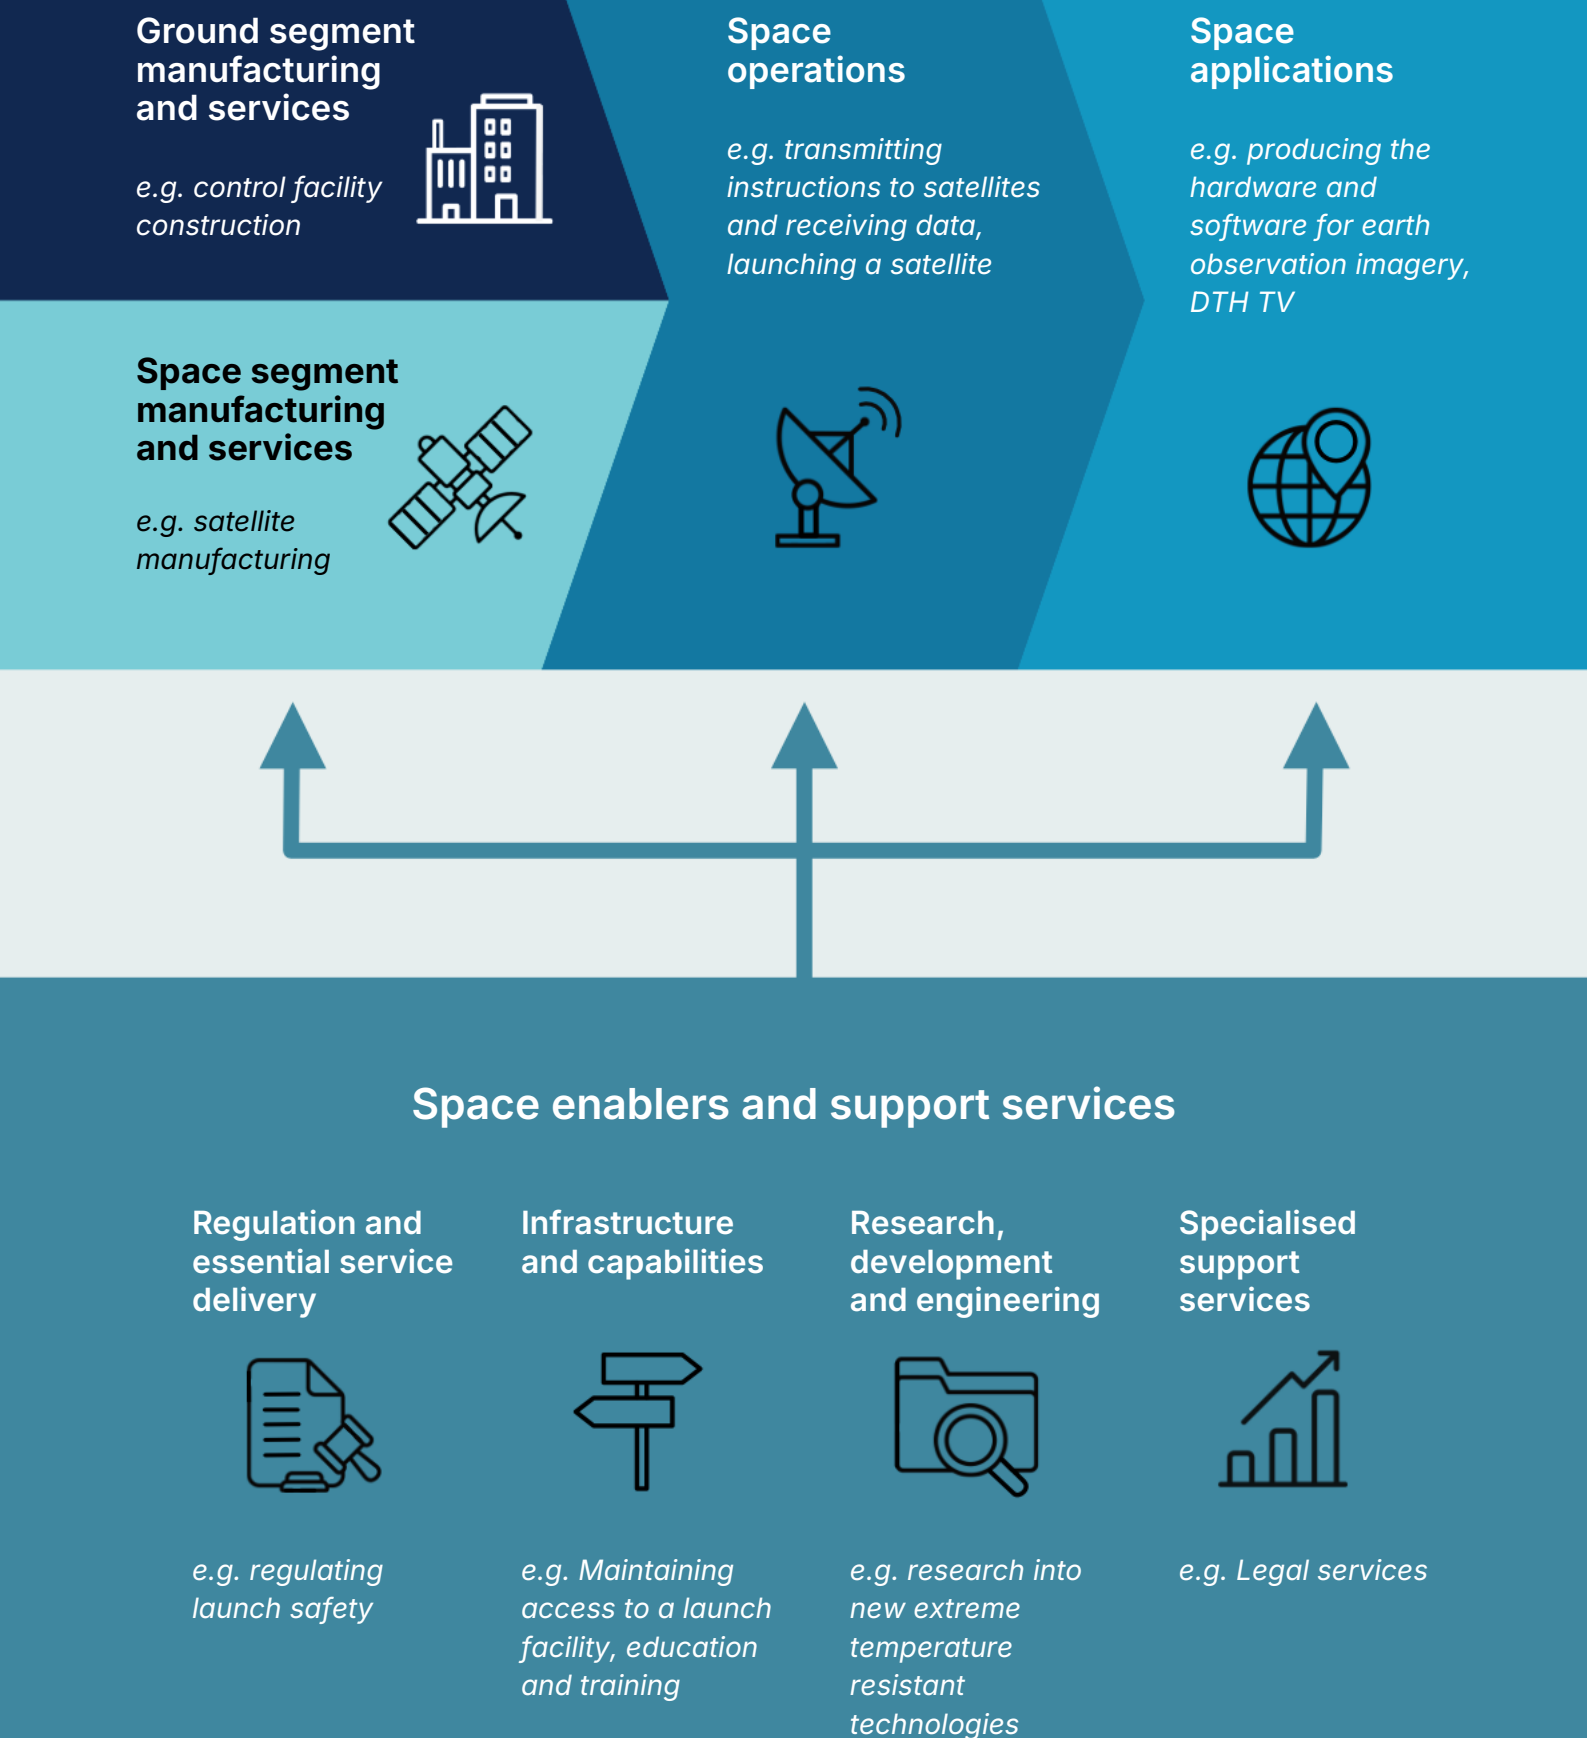 Ground segment
manufacturing
and services
e.g. control facility
construction
Space segment
manufacturing
and services
e.g. satellite
manufacturing
Space
operations
e.g. transmitting
instructions to satellites
and receiving data,
launching a satellite
Space
applications
e.g. producing the
hardware and
software for earth
observation imagery,
DTH TV
Space enablers and support services
Regulation and
essential service
delivery
e.g. regulating
launch safety
Infrastructure
and capabilities
e.g. Maintaining
access to a launch
facility, education
and training
Research,
development
and engineering
e.g. research into
new extreme
temperature
resistant
technologies
Specialised
support
services
e.g. Legal services